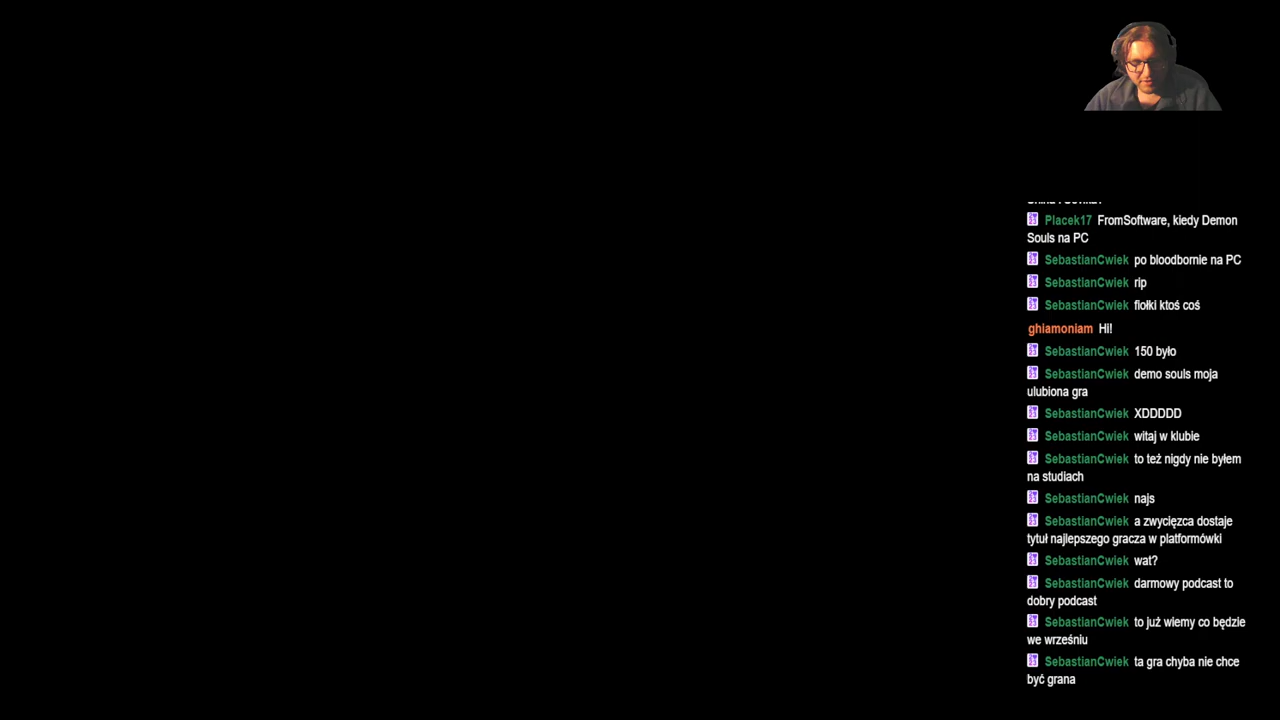 Placek17 FromSoftware, kiedy Demon
Souls na PC
SebastianCwiek po bloodbornie na PC
SebastianCwiek rip
SebastianCwiek fiołki ktoś coś
ghiamoniam Hi!
SebastianCwiek 150 było
SebastianCwiek demo souls moja
ulubiona gra
SebastianCwiek XDDDDD
SebastianCwiek witaj w klubie
SebastianCwiek to też nigdy nie byłem
na studiach
SebastianCwiek najs
SebastianCwiek a zwycięzca dostaje
tytuł najlepszego gracza w platformówki
SebastianCwiek wat?
SebastianCwiek darmowy podcast to
dobry podcast
SebastianCwiek to już wiemy co będzie
we wrześniu
SebastianCwiek ta gra chyba nie chce
być grana